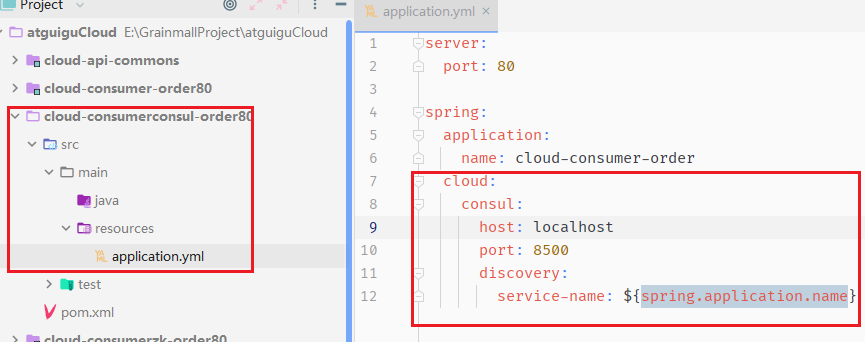 Project
atguiguCloud E:\GrainmallProject\atguiguCloud
cloud-api-commons
cloud-consumer-order80
cloud-consumerconsul-order80
src
main
java
resources
application.yml
test
pom.xml
cloud-consumerzk-order80
application.yml
1 server:
2 port: 80
3
4 spring:
5 application:
6 name: cloud-consumer-order
7 cloud:
8 consul:
9 host: localhost
10 port: 8500
11 discovery:
12 service-name: ${spring.application.name}